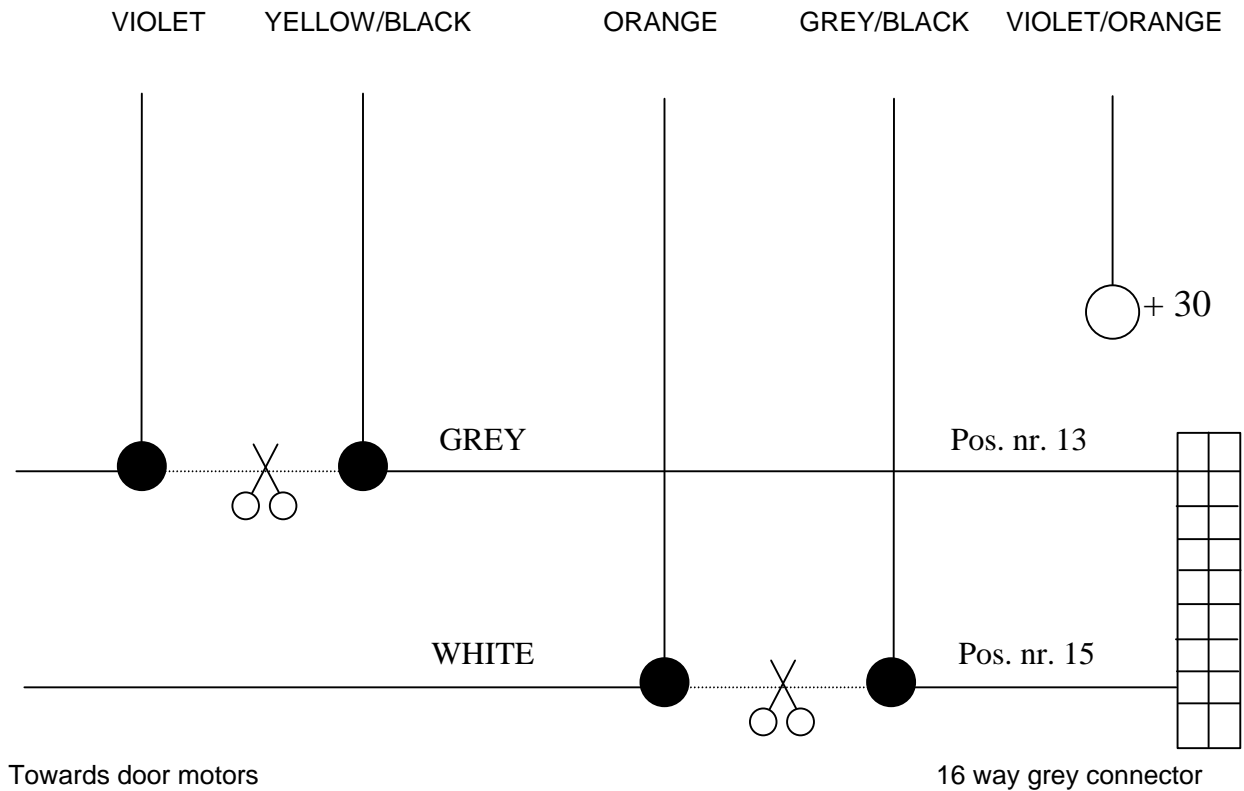 VIOLET YELLOW/BLACK ORANGE GREY/BLACK VIOLET/ORANGE
+ 30
GREY Pos. nr. 13
WHITE Pos. nr. 15
Towards door motors 16 way grey connector